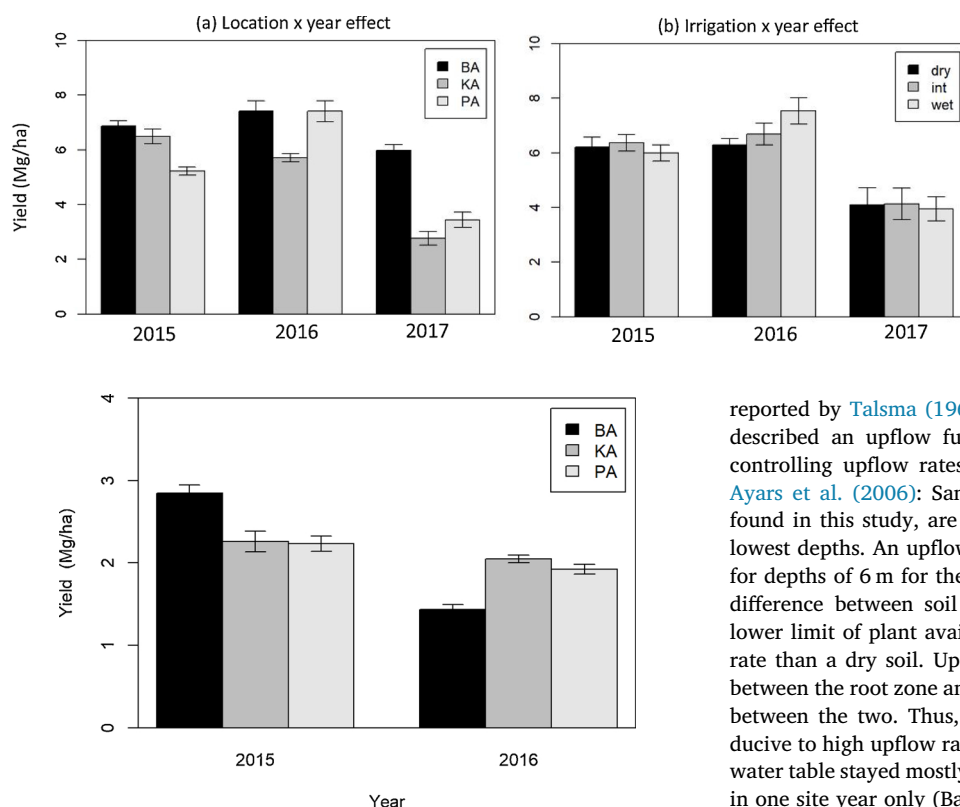 (a) Location x year effect
Yield (Mg/ha)
10
8
6
4
2
0
BA
KA
PA
2015
2016
2017
(b) Irrigation x year effect
10
8
6
4
2
0
dry
int
wet
2015
2016
2017
Yield (Mg/ha)
4
3
2
1
0
BA
KA
PA
2015
2016
Year
reported by Talsma (196
described an upflow fu
controlling upflow rates
Ayars et al. (2006): San
found in this study, are
lowest depths. An upflow
for depths of 6 m for the
difference between soil
lower limit of plant avai
rate than a dry soil. Up
between the root zone an
between the two. Thus,
ducive to high upflow ra
water table stayed mostly
in one site year only (Ba